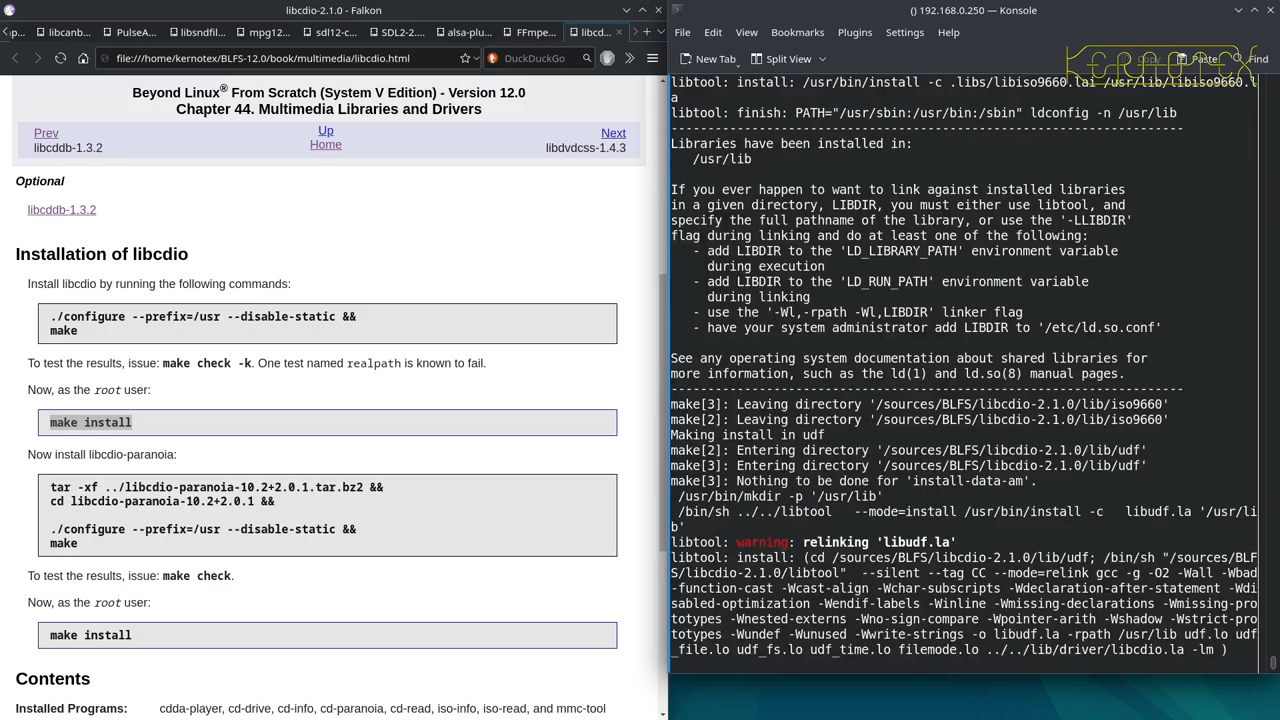 libcdio-2.1.0 - Falkon
p...
libcanb...
PulseA...
libsndfil...
mpg12...
sdl12-c...
SDL2-2....
alsa-plu...
FFmpe...
libcd...
file:///home/kernotex/BLFS-12.0/book/multimedia/libcdio.html
DuckDuckGo
Beyond Linux® From Scratch (System V Edition) - Version 12.0
Chapter 44. Multimedia Libraries and Drivers
Prev
Up
Next
libcddb-1.3.2
Home
libdvdcss-1.4.3
Optional
libcddb-1.3.2
Installation of libcdio
Install libcdio by running the following commands:
./configure --prefix=/usr --disable-static &&
make
To test the results, issue: make check -k. One test named realpath is known to fail.
Now, as the root user:
make install
Now install libcdio-paranoia:
tar -xf ../libcdio-paranoia-10.2+2.0.1.tar.bz2 &&
cd libcdio-paranoia-10.2+2.0.1 &&
./configure --prefix=/usr --disable-static &&
make
To test the results, issue: make check.
Now, as the root user:
make install
Contents
Installed Programs: cdda-player, cd-drive, cd-info, cd-paranoia, cd-read, iso-info, iso-read, and mmc-tool
() 192.168.0.250 — Konsole
File Edit View Bookmarks Plugins Settings Help
New Tab Split View Copy Paste Find
KERNOTEX
libtool: install: /usr/bin/install -c .libs/libiso9660.lai /usr/lib/libiso9660.l
a
libtool: finish: PATH="/usr/sbin:/usr/bin:/sbin" ldconfig -n /usr/lib
----------------------------------------------------------------------
Libraries have been installed in:
   /usr/lib
If you ever happen to want to link against installed libraries
in a given directory, LIBDIR, you must either use libtool, and
specify the full pathname of the library, or use the '-LLIBDIR'
flag during linking and do at least one of the following:
   - add LIBDIR to the 'LD_LIBRARY_PATH' environment variable
     during execution
   - add LIBDIR to the 'LD_RUN_PATH' environment variable
     during linking
   - use the '-Wl,-rpath -Wl,LIBDIR' linker flag
   - have your system administrator add LIBDIR to '/etc/ld.so.conf'
See any operating system documentation about shared libraries for
more information, such as the ld(1) and ld.so(8) manual pages.
----------------------------------------------------------------------
make[3]: Leaving directory '/sources/BLFS/libcdio-2.1.0/lib/iso9660'
make[2]: Leaving directory '/sources/BLFS/libcdio-2.1.0/lib/iso9660'
Making install in udf
make[2]: Entering directory '/sources/BLFS/libcdio-2.1.0/lib/udf'
make[3]: Entering directory '/sources/BLFS/libcdio-2.1.0/lib/udf'
make[3]: Nothing to be done for 'install-data-am'.
 /usr/bin/mkdir -p '/usr/lib'
 /bin/sh ../../libtool   --mode=install /usr/bin/install -c   libudf.la '/usr/li
b'
libtool: warning: relinking 'libudf.la'
libtool: install: (cd /sources/BLFS/libcdio-2.1.0/lib/udf; /bin/sh "/sources/BLF
S/libcdio-2.1.0/libtool"  --silent --tag CC --mode=relink gcc -g -O2 -Wall -Wbad
-function-cast -Wcast-align -Wchar-subscripts -Wdeclaration-after-statement -Wdi
sabled-optimization -Wendif-labels -Winline -Wmissing-declarations -Wmissing-pro
totypes -Wnested-externs -Wno-sign-compare -Wpointer-arith -Wshadow -Wstrict-pro
totypes -Wundef -Wunused -Wwrite-strings -o libudf.la -rpath /usr/lib udf.lo udf
_file.lo udf_fs.lo udf_time.lo filemode.lo ../../lib/driver/libcdio.la -lm )